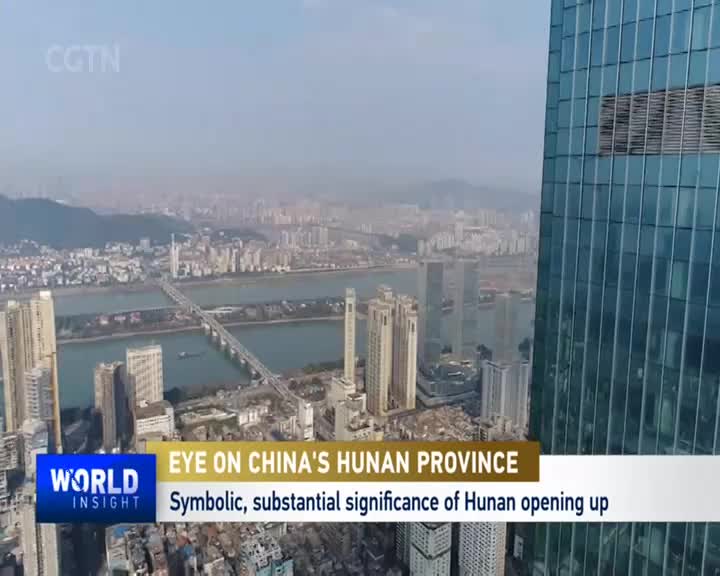 CGTN
EYE ON CHINA'S HUNAN PROVINCE
WORLD
INSIGHT
Symbolic, substantial significance of Hunan opening up